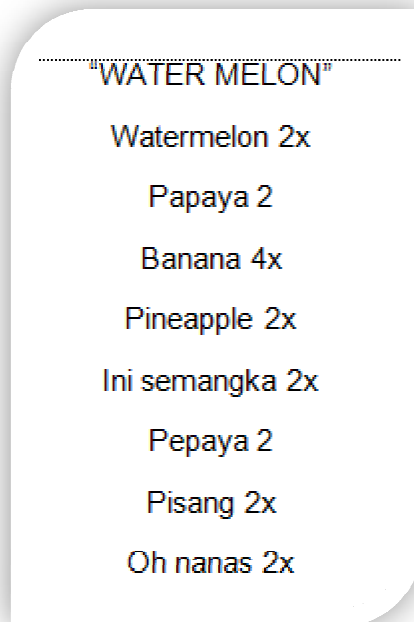 “WATER MELON”
Watermelon 2x
Papaya 2
Banana 4x
Pineapple 2x
Ini semangka 2x
Pepaya 2
Pisang 2x
Oh nanas 2x